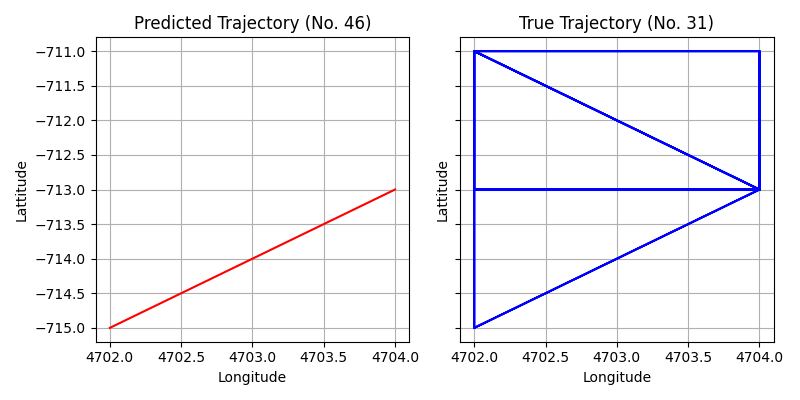 Predicted Trajectory (No. 46)
Lattitude
−711.0
−711.5
−712.0
−712.5
−713.0
−713.5
−714.0
−714.5
−715.0
4702.0 4702.5 4703.0 4703.5 4704.0
Longitude
True Trajectory (No. 31)
Lattitude
4702.0 4702.5 4703.0 4703.5 4704.0
Longitude